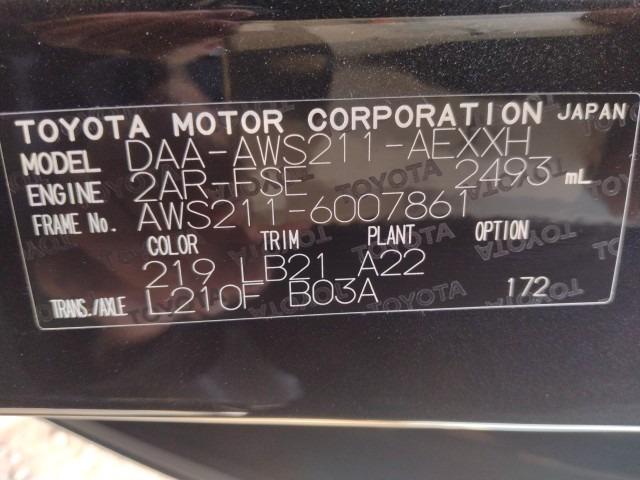 TOYOTA MOTOR CORPORATION JAPAN
MODEL DAA-AWS211-AEXXH
ENGINE 2AR-FSE 2493 mL
FRAME No. AWS211-6007861
COLOR TRIM PLANT OPTION
219 LB21 A22
TRANS./AXLE L210F B03A 172